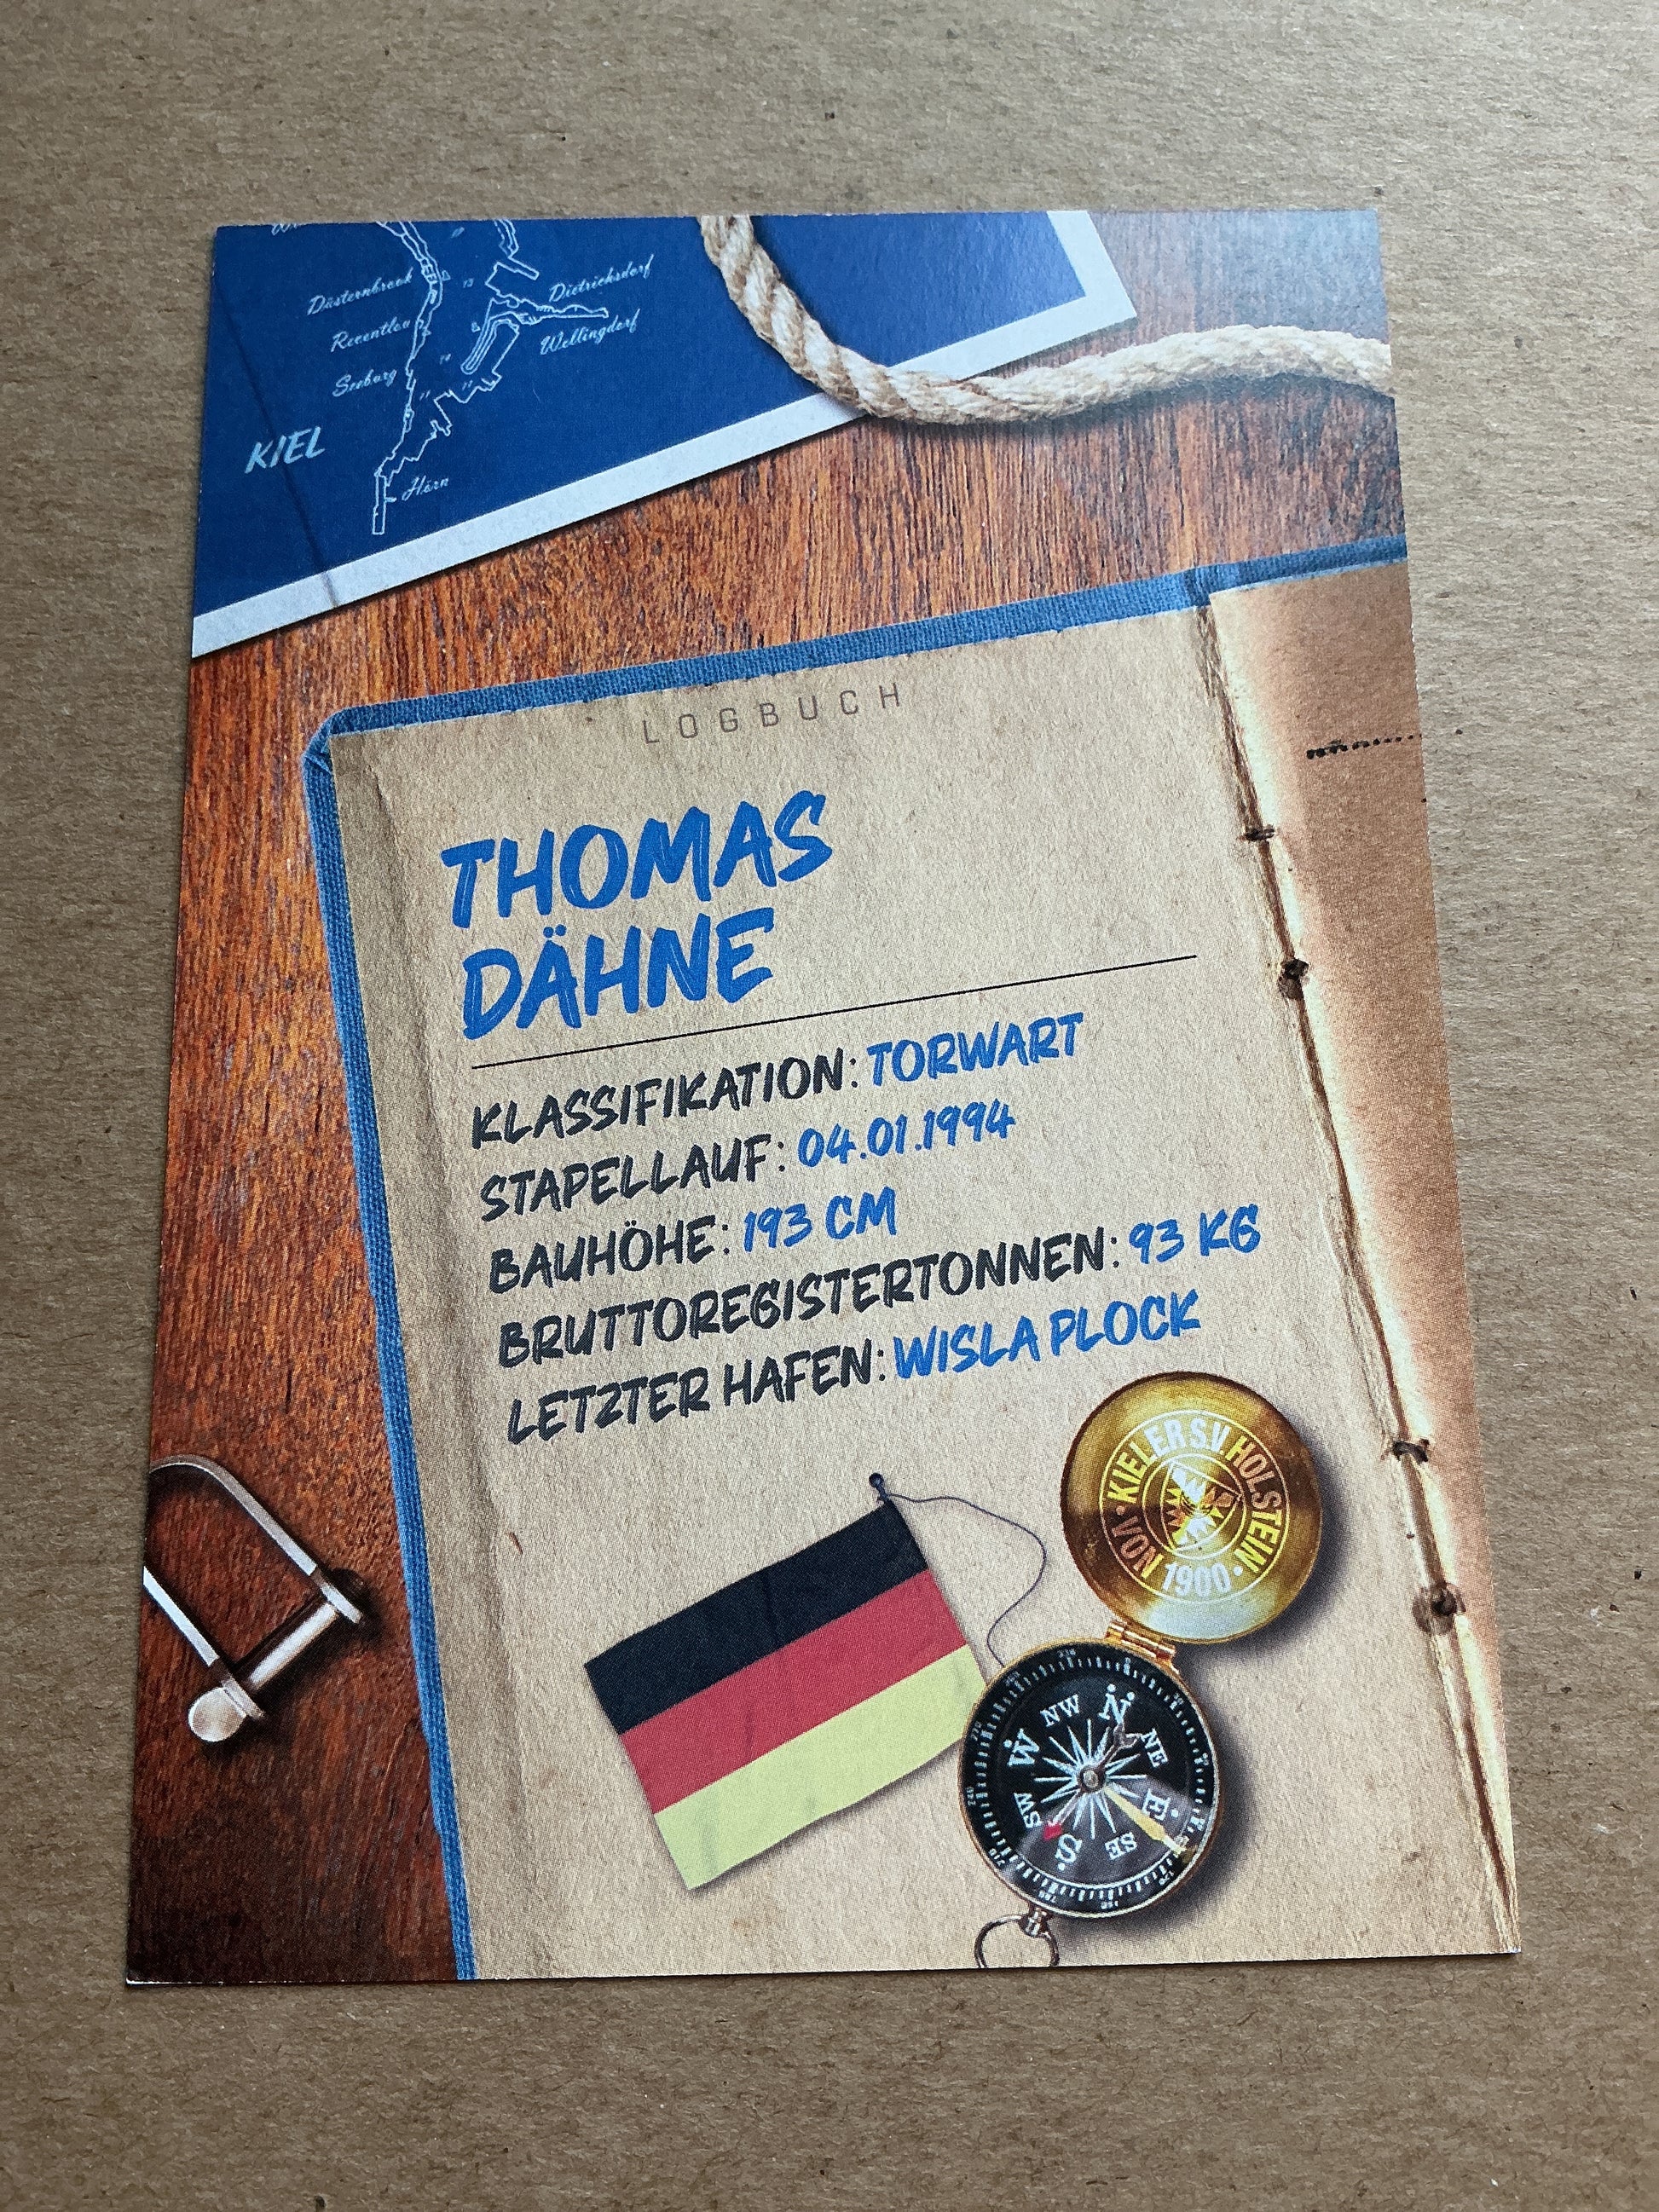 Düsternbrook
Reventlou
Seeburg
Dietrichsdorf
Wellingdorf
KIEL
Hörn
LOGBUCH
THOMAS
DÄHNE
KLASSIFIKATION: TORWART
STAPELLAUF: 04.01.1994
BAUHÖHE: 193 CM
BRUTTOREGISTERTONNEN: 93 KG
LETZTER HAFEN: WISLA PLOCK
KIELER S.V HOLSTEIN
VON 1900
N
NE
E
SE
S
SW
W
NW